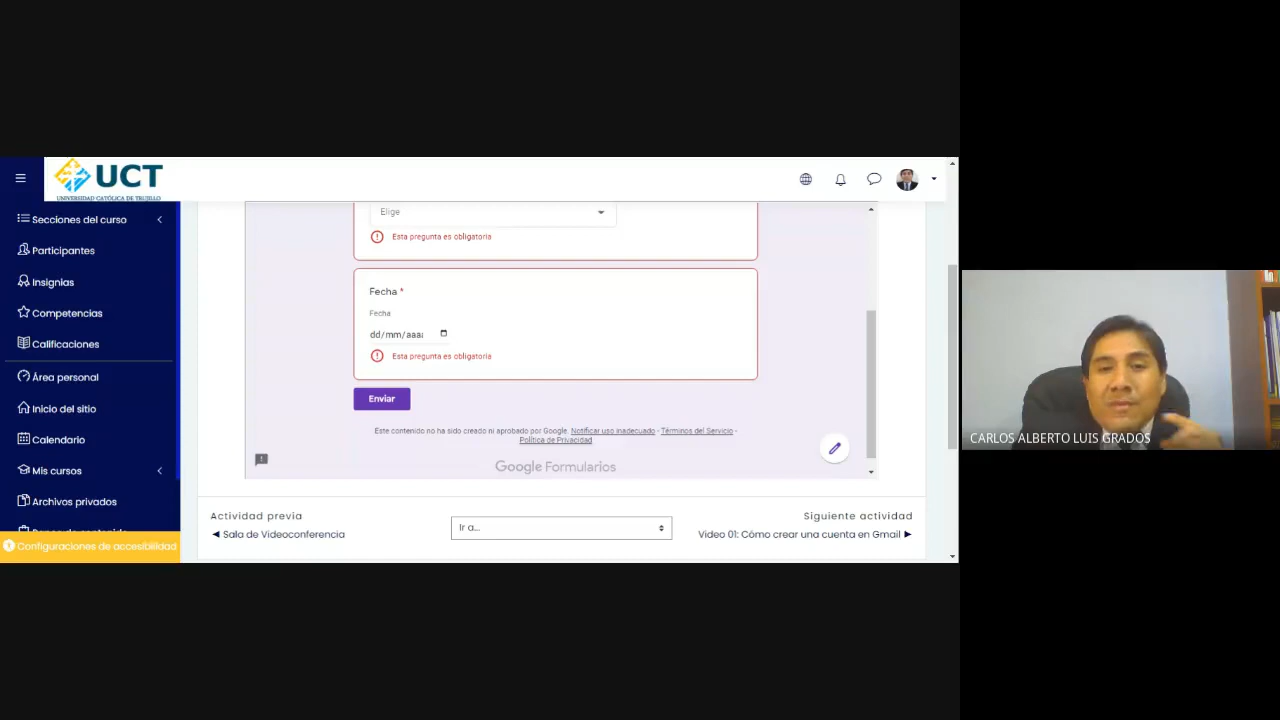 UCT
UNIVERSIDAD CATÓLICA DE TRUJILLO
Secciones del curso
Participantes
Insignias
Competencias
Calificaciones
Área personal
Inicio del sitio
Calendario
Mis cursos
Archivos privados
Configuraciones de accesibilidad
Elige
Esta pregunta es obligatoria
Fecha *
Fecha
dd/mm/aaaa
Esta pregunta es obligatoria
Enviar
Este contenido no ha sido creado ni aprobado por Google. Notificar uso inadecuado - Términos del Servicio -
Política de Privacidad
Google Formularios
Actividad previa
◄ Sala de Videoconferencia
Ir a...
Siguiente actividad
Video 01: Cómo crear una cuenta en Gmail ►
CARLOS ALBERTO LUIS GRADOS